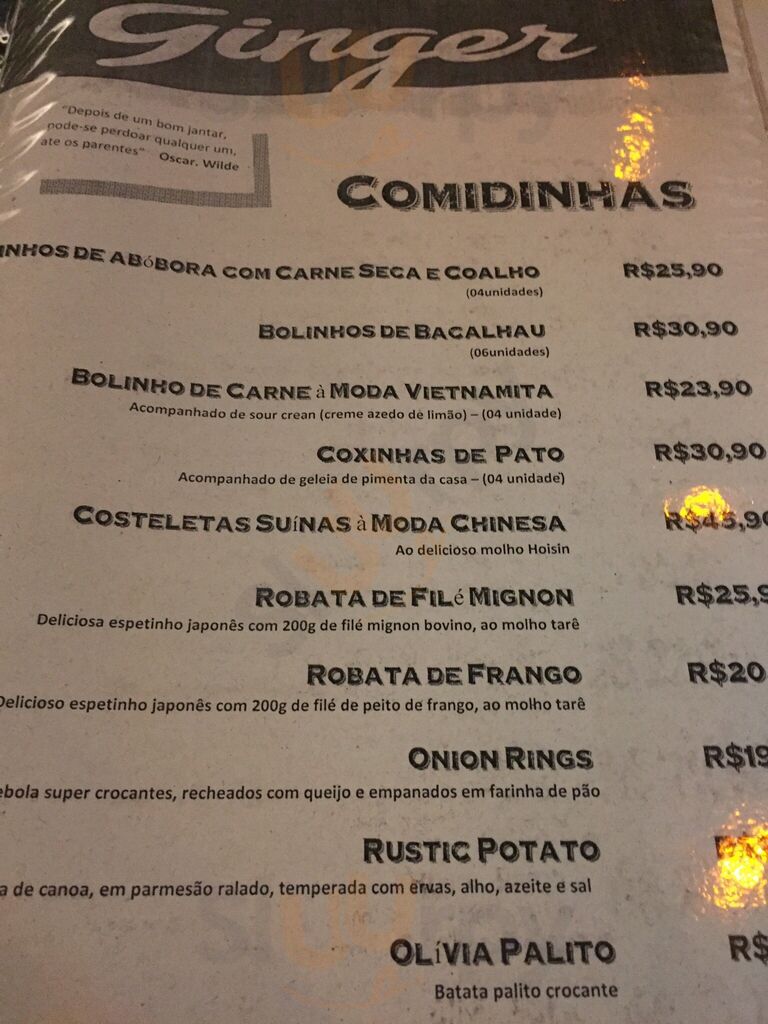 Ginger
"Depois de um bom jantar,
pode-se perdoar qualquer um,
ate os parentes" Oscar. Wilde
COMIDINHAS
INHOS DE ABÓBORA COM CARNE SECA E COALHO R$25,90
(04unidades)
BOLINHOS DE BACALHAU R$30,90
(06unidades)
BOLINHO DE CARNE à MODA VIETNAMITA R$23,90
Acompanhado de sour crean (creme azedo de limão) – (04 unidade)
COXINHAS DE PATO R$30,90
Acompanhado de geleia de pimenta da casa – (04 unidade)
COSTELETAS SUíNAS à MODA CHINESA
Ao delicioso molho Hoisin
ROBATA DE FILé MIGNON R$25,9
Deliciosa espetinho japonês com 200g de filé mignon bovino, ao molho tarê
ROBATA DE FRANGO R$20
Delicioso espetinho japonês com 200g de filé de peito de frango, ao molho tarê
ONION RINGS R$19
ebola super crocantes, recheados com queijo e empanados em farinha de pão
RUSTIC POTATO
a de canoa, em parmesão ralado, temperada com ervas, alho, azeite e sal
OLíVIA PALITO R$
Batata palito crocante